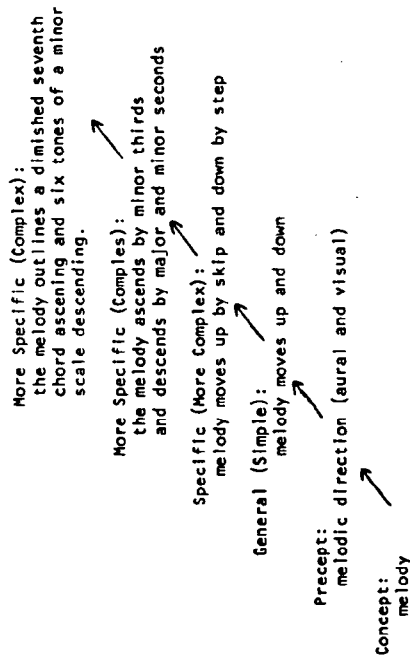 More Specific (Complex):
the melody outlines a dimished seventh
chord ascening and six tones of a minor
scale descending.
More Specific (Comples):
the melody ascends by minor thirds
and descends by major and minor seconds
Specific (More Complex):
melody moves up by skip and down by step
General (Simple):
melody moves up and down
Precept:
melodic direction (aural and visual)
Concept:
melody